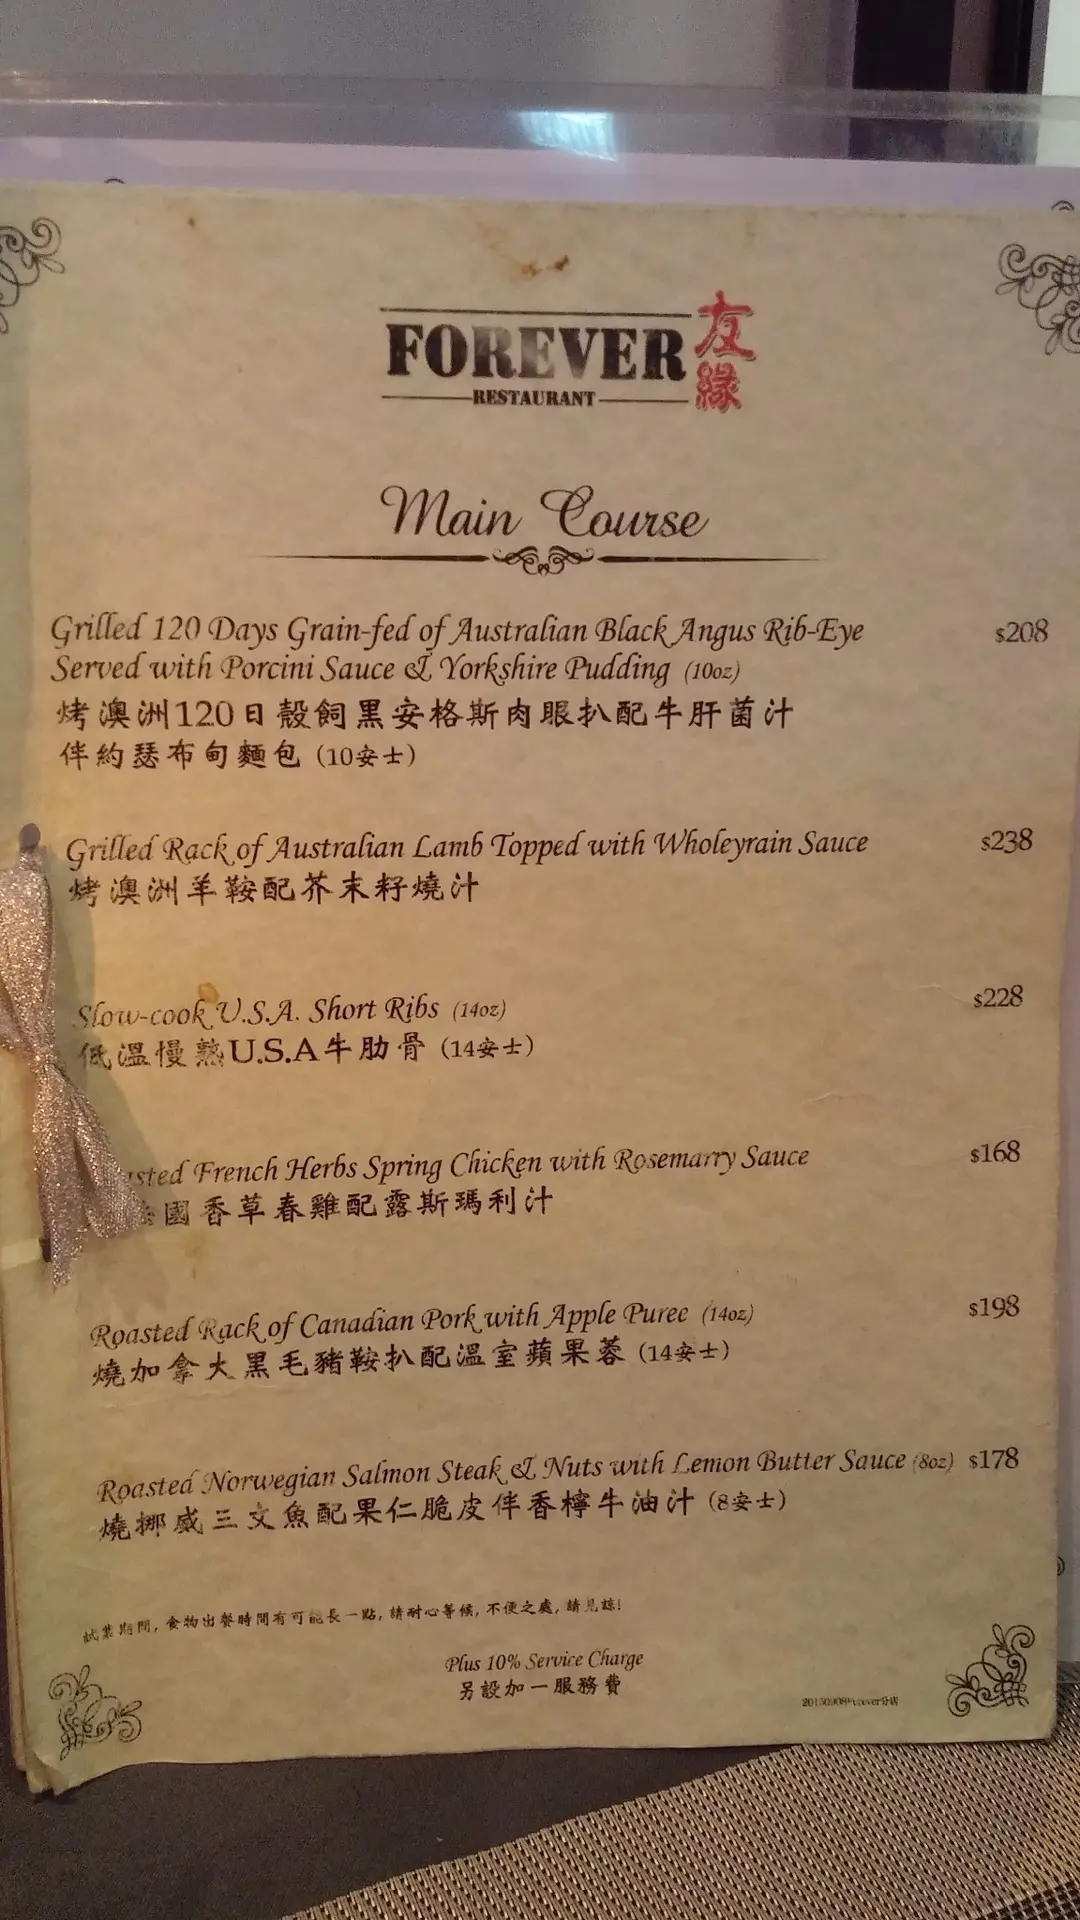 FOREVER
RESTAURANT
友緣
Main Course
Grilled 120 Days Grain-fed of Australian Black Angus Rib-Eye $208
Served with Porcini Sauce & Yorkshire Pudding (10oz)
烤澳洲120日穀飼黑安格斯肉眼扒配牛肝菌汁
伴約瑟布甸麵包 (10安士)
Grilled Rack of Australian Lamb Topped with Wholeyrain Sauce $238
烤澳洲羊鞍配芥末籽燒汁
Slow-cook U.S.A. Short Ribs (14oz) $228
低溫慢熟U.S.A牛肋骨 (14安士)
French Herbs Spring Chicken with Rosemarry Sauce $168
國香草春雞配露斯瑪利汁
Roasted Rack of Canadian Pork with Apple Puree (14oz) $198
燒加拿大黑毛豬鞍扒配溫室蘋果蓉 (14安士)
Roasted Norwegian Salmon Steak & Nuts with Lemon Butter Sauce (8oz) $178
燒挪威三文魚配果仁脆皮伴香檸牛油汁 (8安士)
試業期間, 食物出餐時間有可能長一點, 請耐心等候, 不便之處, 請見諒!
Plus 10% Service Charge
另設加一服務費